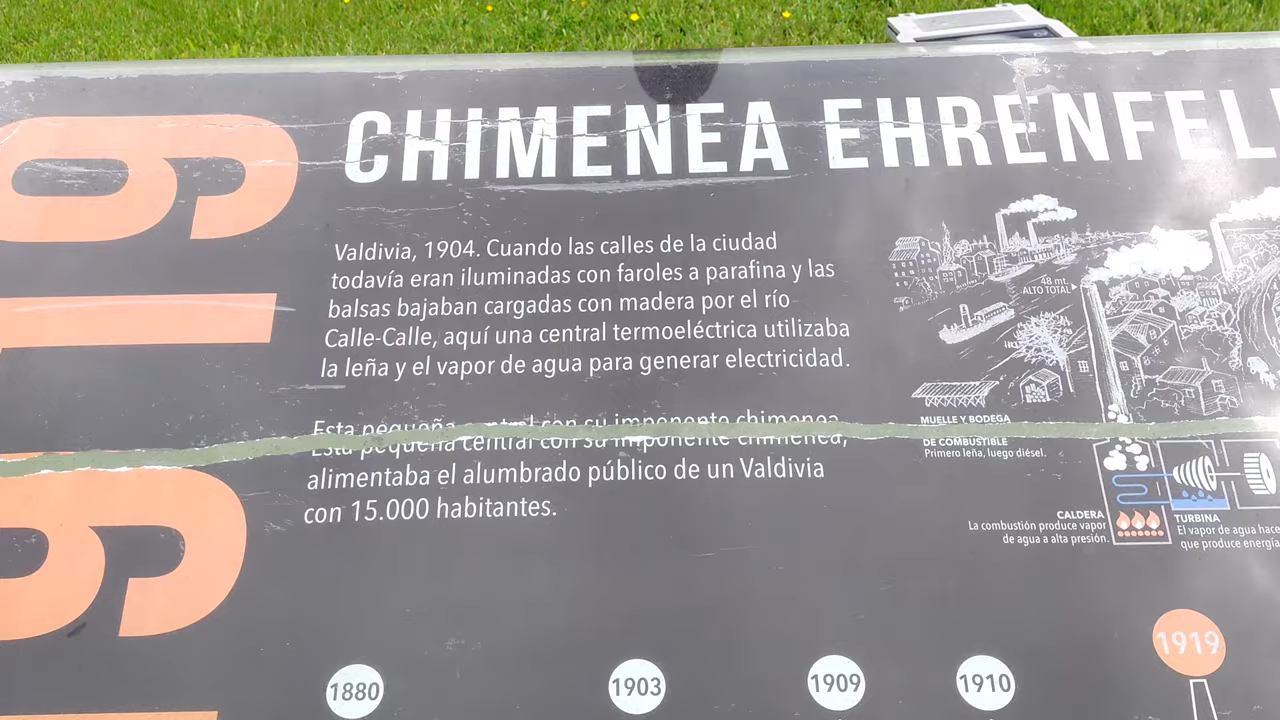 CHIMENEA EHRENFEL
Valdivia, 1904. Cuando las calles de la ciudad
todavía eran iluminadas con faroles a parafina y las
balsas bajaban cargadas con madera por el río
Calle-Calle, aquí una central termoeléctrica utilizaba
la leña y el vapor de agua para generar electricidad.
Esta pequeña central con su imponente chimenea,
alimentaba el alumbrado público de un Valdivia
con 15.000 habitantes.
48 mt.
ALTO TOTAL
MUELLE Y BODEGA
DE COMBUSTIBLE
Primero leña, luego diésel.
CALDERA
La combustión produce vapor
de agua a alta presión.
TURBINA
El vapor de agua hace
que produce energía
1880
1903
1909
1910
1919